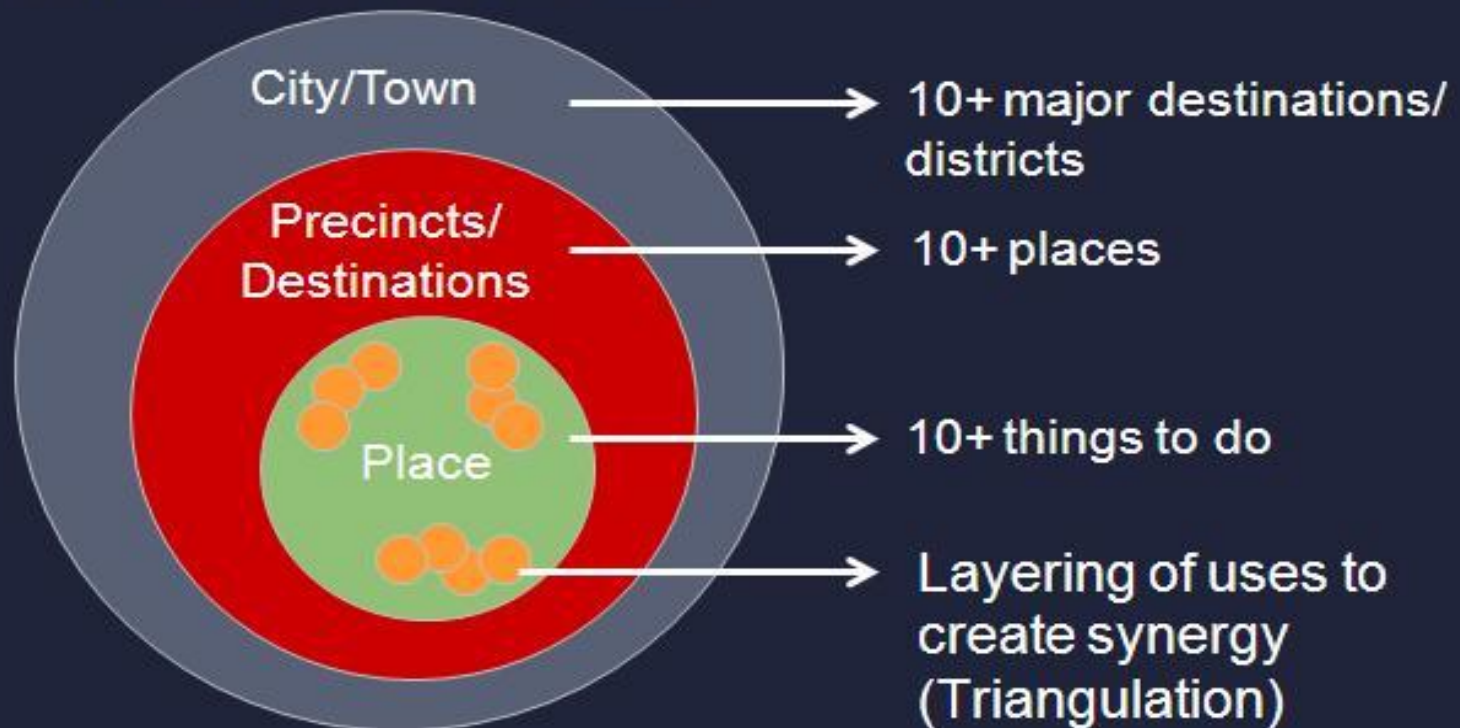 City/Town
10+ major destinations/
districts
Precincts/
Destinations
10+ places
Place
10+ things to do
Layering of uses to
create synergy
(Triangulation)